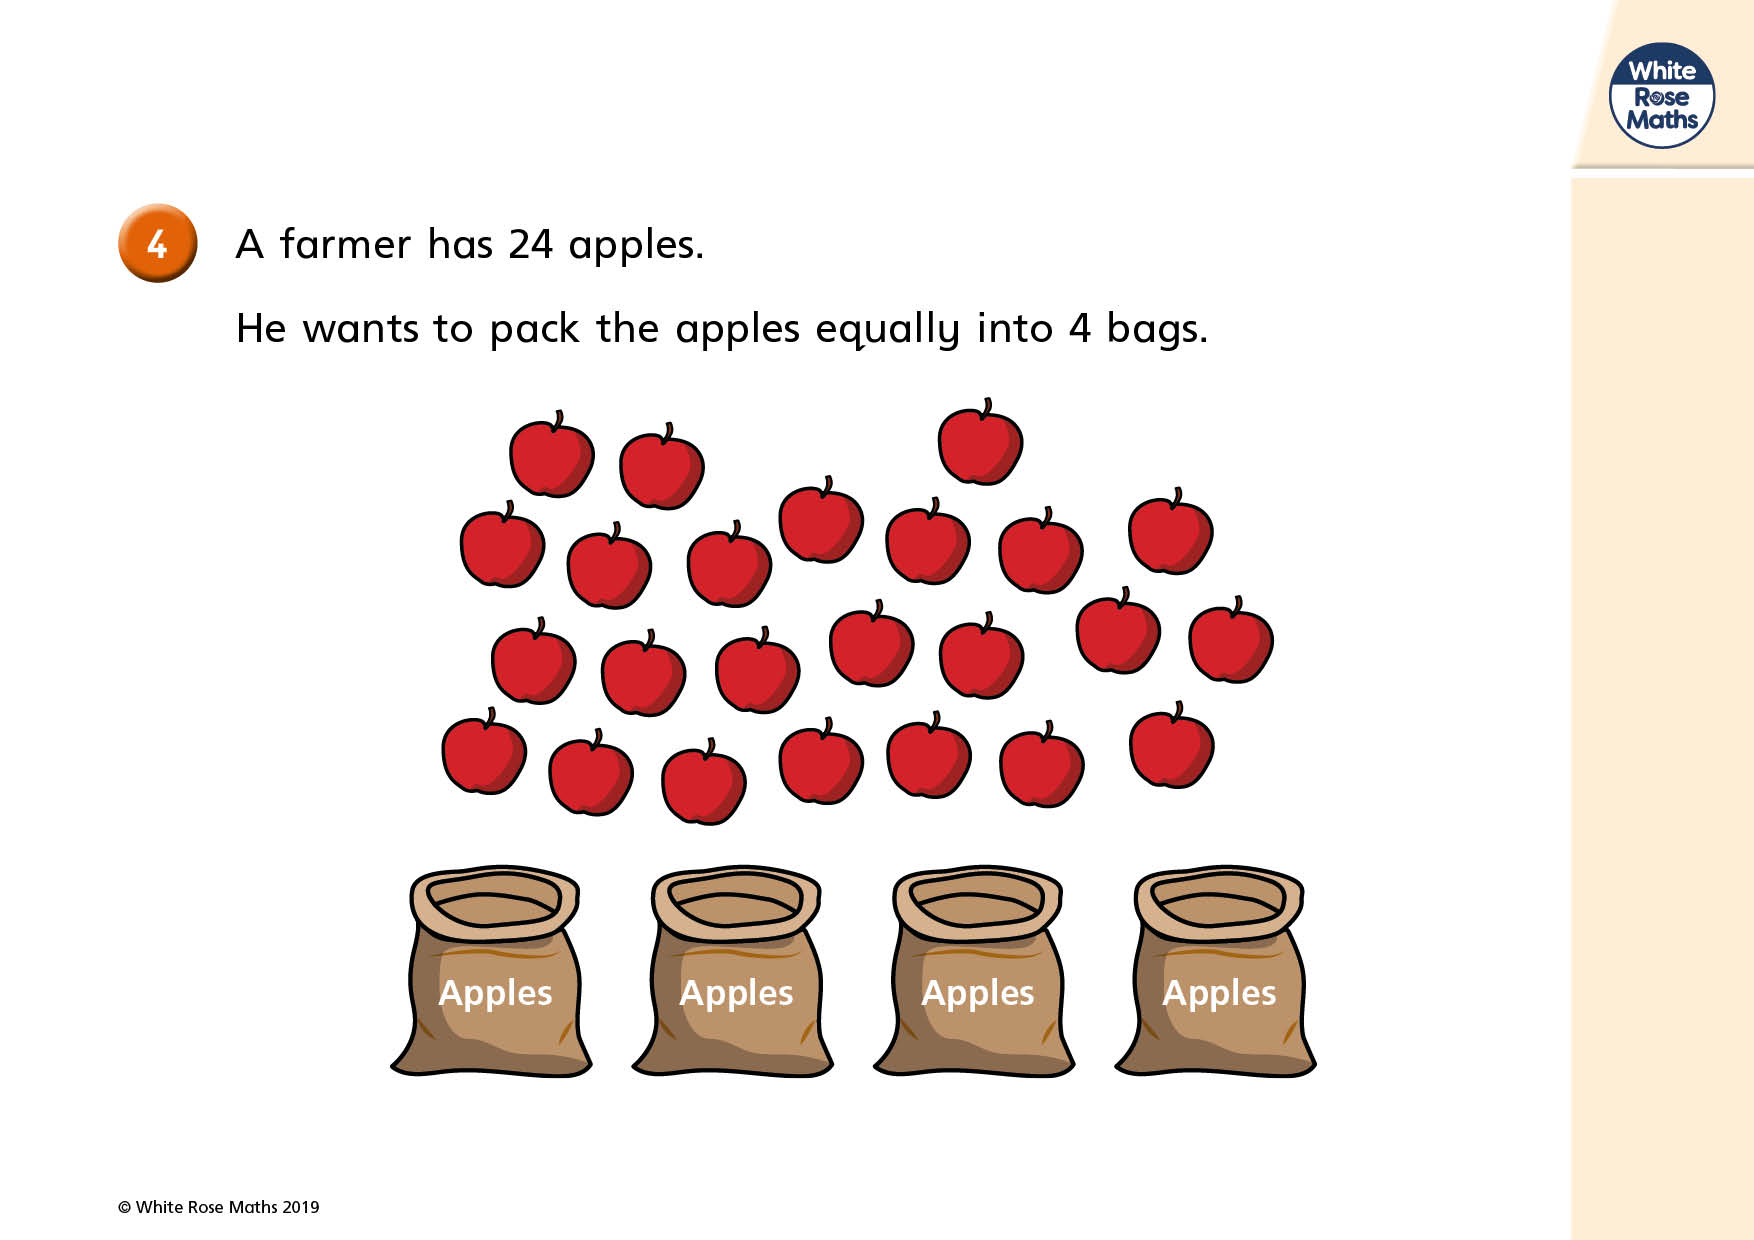 White
Rose
Maths
4
A farmer has 24 apples.
He wants to pack the apples equally into 4 bags.
Apples
Apples
Apples
Apples
© White Rose Maths 2019